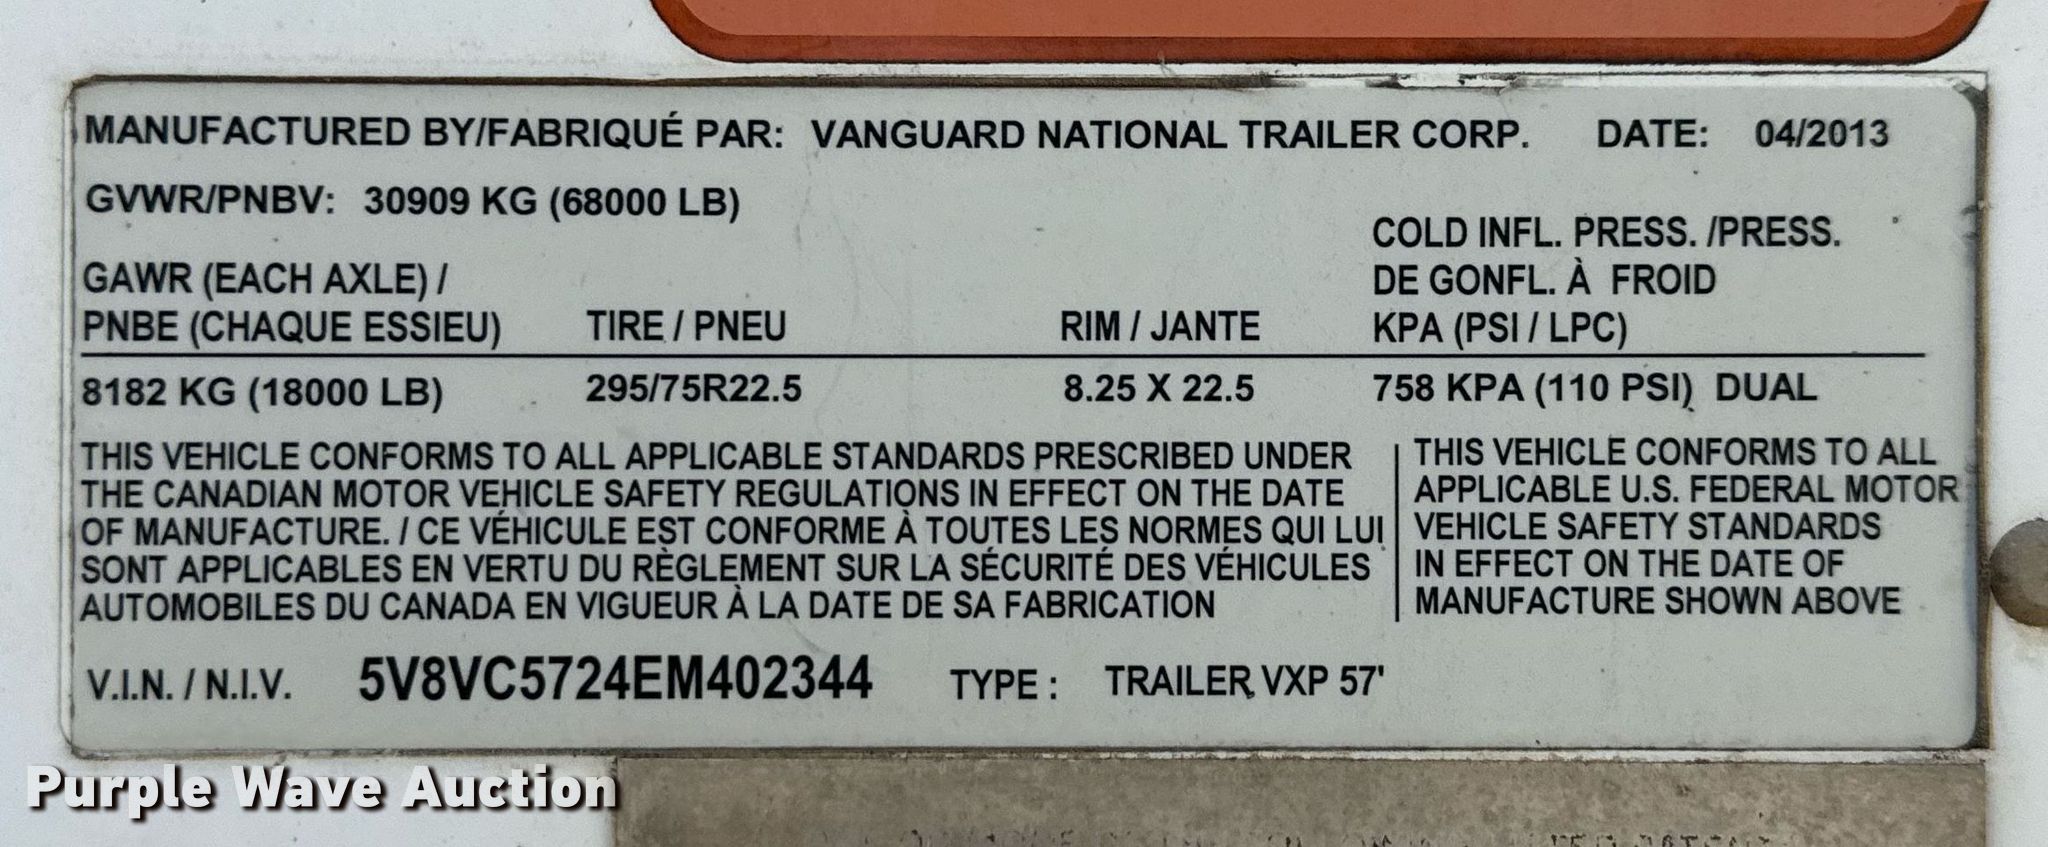 MANUFACTURED BY/FABRIQUÉ PAR: VANGUARD NATIONAL TRAILER CORP. DATE: 04/2013
GVWR/PNBV: 30909 KG (68000 LB)
COLD INFL. PRESS. /PRESS.
GAWR (EACH AXLE) / DE GONFL. À FROID
PNBE (CHAQUE ESSIEU) TIRE / PNEU RIM / JANTE KPA (PSI / LPC)
8182 KG (18000 LB) 295/75R22.5 8.25 X 22.5 758 KPA (110 PSI) DUAL
THIS VEHICLE CONFORMS TO ALL APPLICABLE STANDARDS PRESCRIBED UNDER
THE CANADIAN MOTOR VEHICLE SAFETY REGULATIONS IN EFFECT ON THE DATE
OF MANUFACTURE. / CE VÉHICULE EST CONFORME À TOUTES LES NORMES QUI LUI
SONT APPLICABLES EN VERTU DU RÈGLEMENT SUR LA SÉCURITÉ DES VÉHICULES
AUTOMOBILES DU CANADA EN VIGUEUR À LA DATE DE SA FABRICATION
THIS VEHICLE CONFORMS TO ALL
APPLICABLE U.S. FEDERAL MOTOR
VEHICLE SAFETY STANDARDS
IN EFFECT ON THE DATE OF
MANUFACTURE SHOWN ABOVE
V.I.N. / N.I.V. 5V8VC5724EM402344 TYPE : TRAILER VXP 57'
Purple Wave Auction